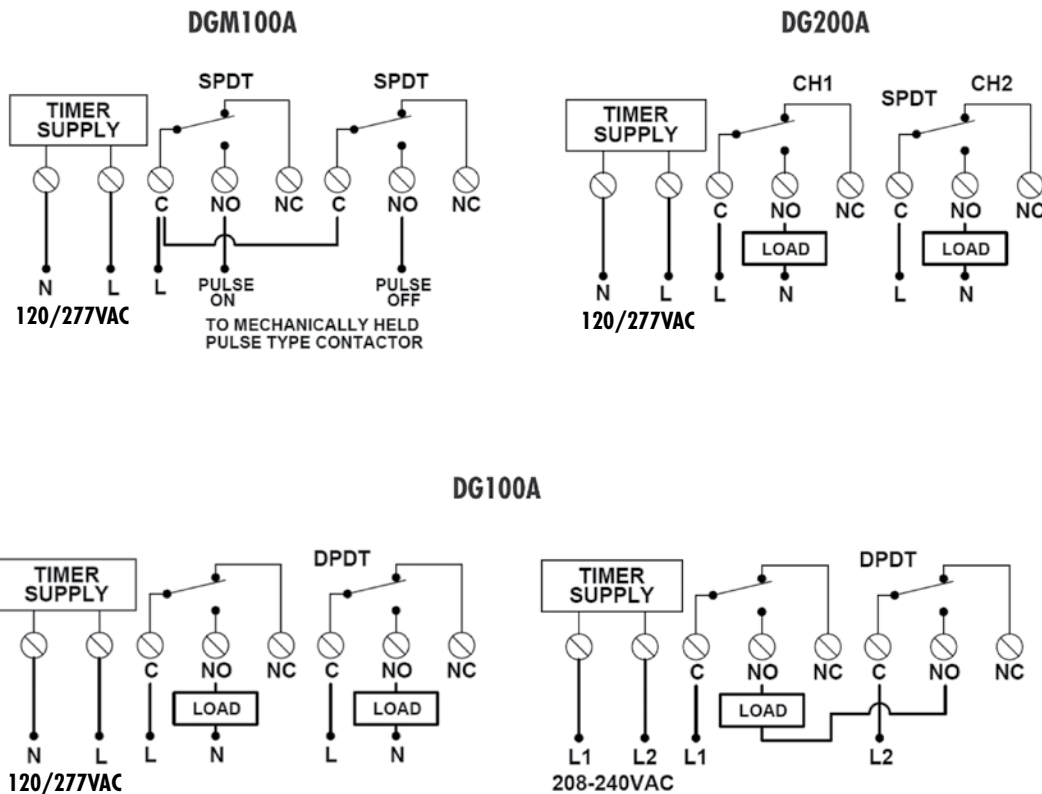 DGM100A
SPDT
SPDT
TIMER
SUPPLY
C NO NC C NO NC
N L L PULSE
ON PULSE
OFF
120/277VAC
TO MECHANICALLY HELD
PULSE TYPE CONTACTOR
DG200A
CH1 SPDT CH2
TIMER
SUPPLY
C NO NC C NO NC
LOAD LOAD
N L L N L N
120/277VAC
DG100A
DPDT
TIMER
SUPPLY
C NO NC C NO NC
LOAD LOAD
N L L N L N
120/277VAC
DPDT
TIMER
SUPPLY
C NO NC C NO NC
LOAD
L1 L2 L1 L2
208-240VAC